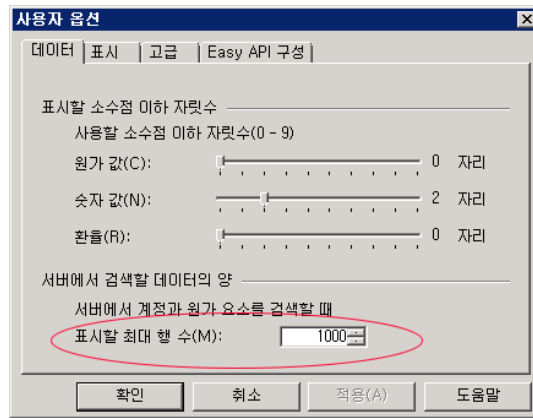 사용자 옵션
데이터 표시 고급 Easy API 구성
표시할 소수점 이하 자릿수
사용할 소수점 이하 자릿수(0 - 9)
원가 값(C): 0 자리
숫자 값(N): 2 자리
환율(R): 0 자리
서버에서 검색할 데이터의 양
서버에서 계정과 원가 요소를 검색할 때
표시할 최대 행 수(M): 1000
확인 취소 적용(A) 도움말